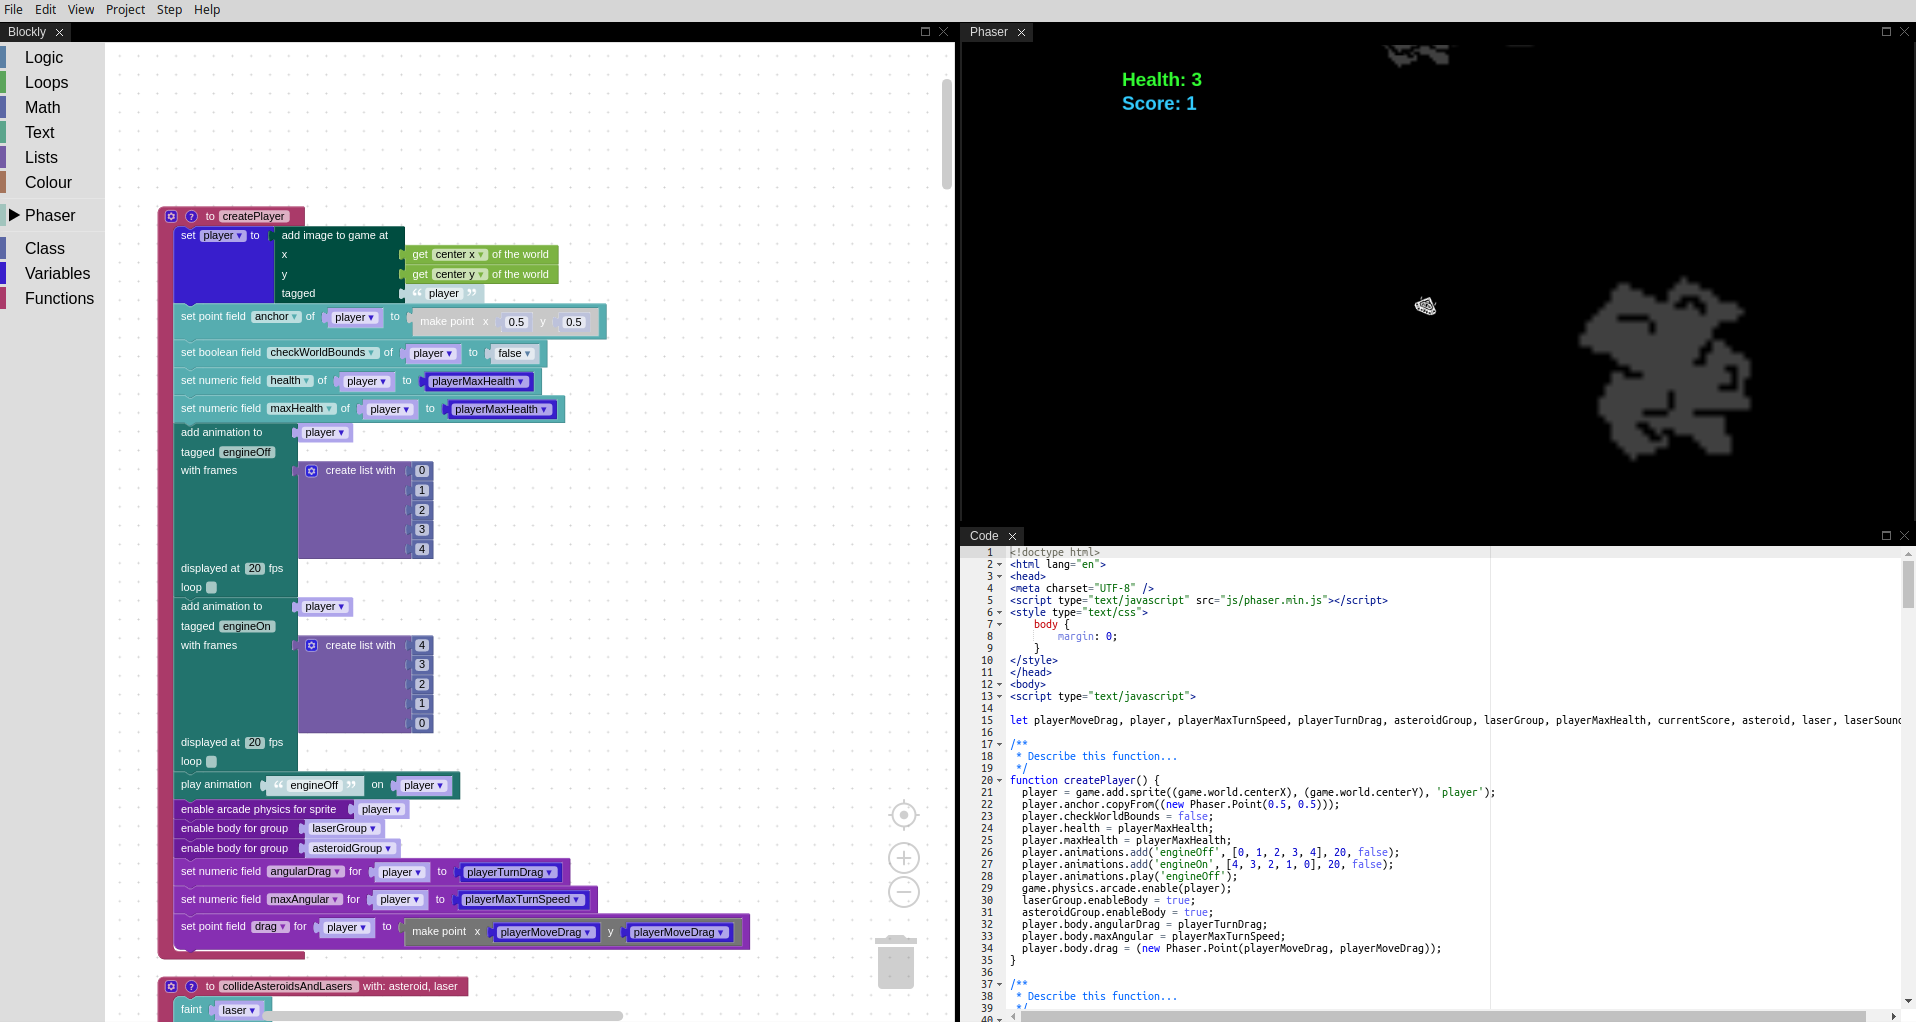 File Edit View Project Step Help
Blockly
Logic
Loops
Math
Text
Lists
Colour
Phaser
Class
Variables
Functions
to createPlayer
set player to add image to game at
x get center x of the world
y get center y of the world
tagged “ player ”
set point field anchor of player to make point x 0.5 y 0.5
set boolean field checkWorldBounds of player to false
set numeric field health of player to playerMaxHealth
set numeric field maxHealth of player to playerMaxHealth
add animation to player
tagged engineOff
with frames create list with 0
1
2
3
4
displayed at 20 fps
loop
add animation to player
tagged engineOn
with frames create list with 4
3
2
1
0
displayed at 20 fps
loop
play animation “ engineOff ” on player
enable arcade physics for sprite player
enable body for group laserGroup
enable body for group asteroidGroup
set numeric field angularDrag for player to playerTurnDrag
set numeric field maxAngular for player to playerMaxTurnSpeed
set point field drag for player to make point x playerMoveDrag y playerMoveDrag
to collideAsteroidsAndLasers with: asteroid, laser
faint laser
Phaser
Health: 3
Score: 1
Code
1 <!doctype html>
2 <html lang="en">
3 <head>
4 <meta charset="UTF-8" />
5 <script type="text/javascript" src="js/phaser.min.js"></script>
6 <style type="text/css">
7 body {
8 margin: 0;
9 }
10 </style>
11 </head>
12 <body>
13 <script type="text/javascript">
14
15 let playerMoveDrag, player, playerMaxTurnSpeed, playerTurnDrag, asteroidGroup, laserGroup, playerMaxHealth, currentScore, asteroid, laser, laserSoun
16
17 /**
18 * Describe this function...
19 */
20 function createPlayer() {
21 player = game.add.sprite((game.world.centerX), (game.world.centerY), 'player');
22 player.anchor.copyFrom((new Phaser.Point(0.5, 0.5)));
23 player.checkWorldBounds = false;
24 player.health = playerMaxHealth;
25 player.maxHealth = playerMaxHealth;
26 player.animations.add('engineOff', [0, 1, 2, 3, 4], 20, false);
27 player.animations.add('engineOn', [4, 3, 2, 1, 0], 20, false);
28 player.animations.play('engineOff');
29 game.physics.arcade.enable(player);
30 laserGroup.enableBody = true;
31 asteroidGroup.enableBody = true;
32 player.body.angularDrag = playerTurnDrag;
33 player.body.maxAngular = playerMaxTurnSpeed;
34 player.body.drag = (new Phaser.Point(playerMoveDrag, playerMoveDrag));
35 }
36
37 /**
38 * Describe this function...
39 */
40